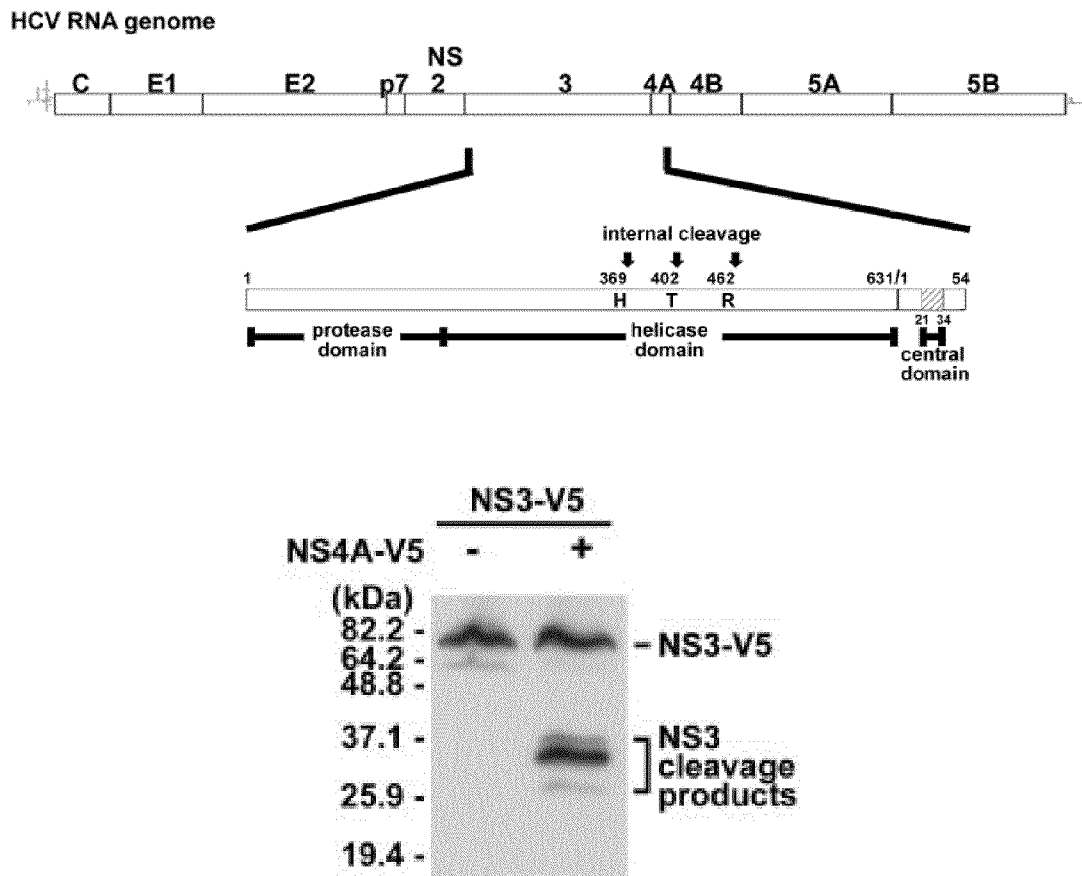 HCV RNA genome
NS
C E1 E2 p7 2 3 4A 4B 5A 5B
internal cleavage
1 369 402 462 631/1 54
H T R
21 34
protease domain
helicase domain
central domain
NS3-V5
NS4A-V5 - +
(kDa)
82.2 -
– NS3-V5
64.2 -
48.8 -
37.1 -
NS3
cleavage
products
25.9 -
19.4 -